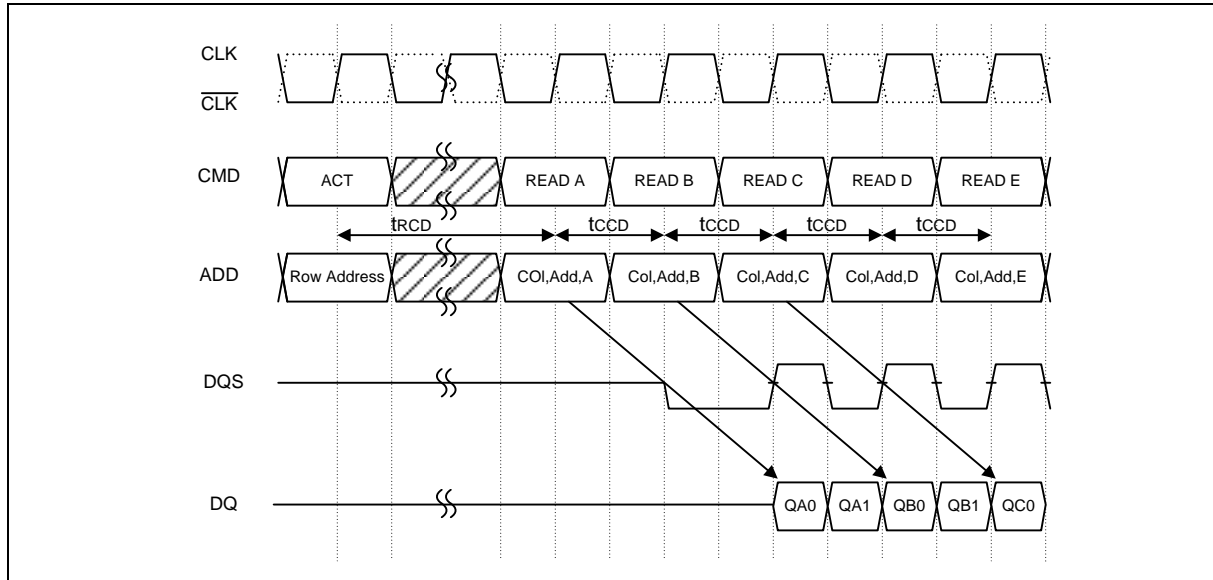 CLK
CLK
CMD
ACT
READ A
READ B
READ C
READ D
READ E
tRCD
tCCD
tCCD
tCCD
tCCD
ADD
Row Address
COl,Add,A
Col,Add,B
Col,Add,C
Col,Add,D
Col,Add,E
DQS
DQ
QA0
QA1
QB0
QB1
QC0